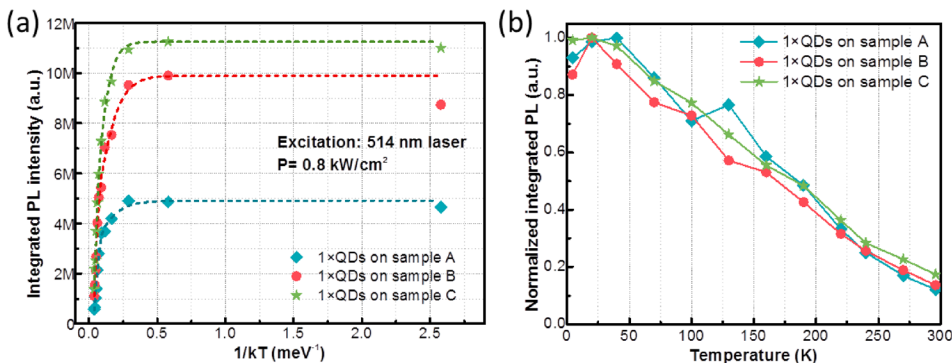 (a)
Integrated PL intensity (a.u.)
12M
10M
8M
6M
4M
2M
0
Excitation: 514 nm laser
P= 0.8 kW/cm²
1×QDs on sample A
1×QDs on sample B
1×QDs on sample C
0.0 0.5 1.0 1.5 2.0 2.5
1/kT (meV⁻¹)
(b)
Normalized integrated PL (a.u.)
1.0
0.8
0.6
0.4
0.2
0.0
1×QDs on sample A
1×QDs on sample B
1×QDs on sample C
0 50 100 150 200 250 300
Temperature (K)